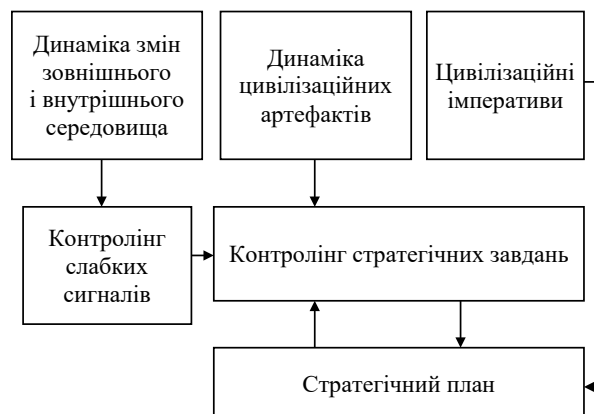 Динаміка змін
зовнішнього
і внутрішнього
середовища
Динаміка
цивілізаційних
артефактів
Цивілізаційні
імперативи
Контролінг
слабких
сигналів
Контролінг стратегічних завдань
Стратегічний план